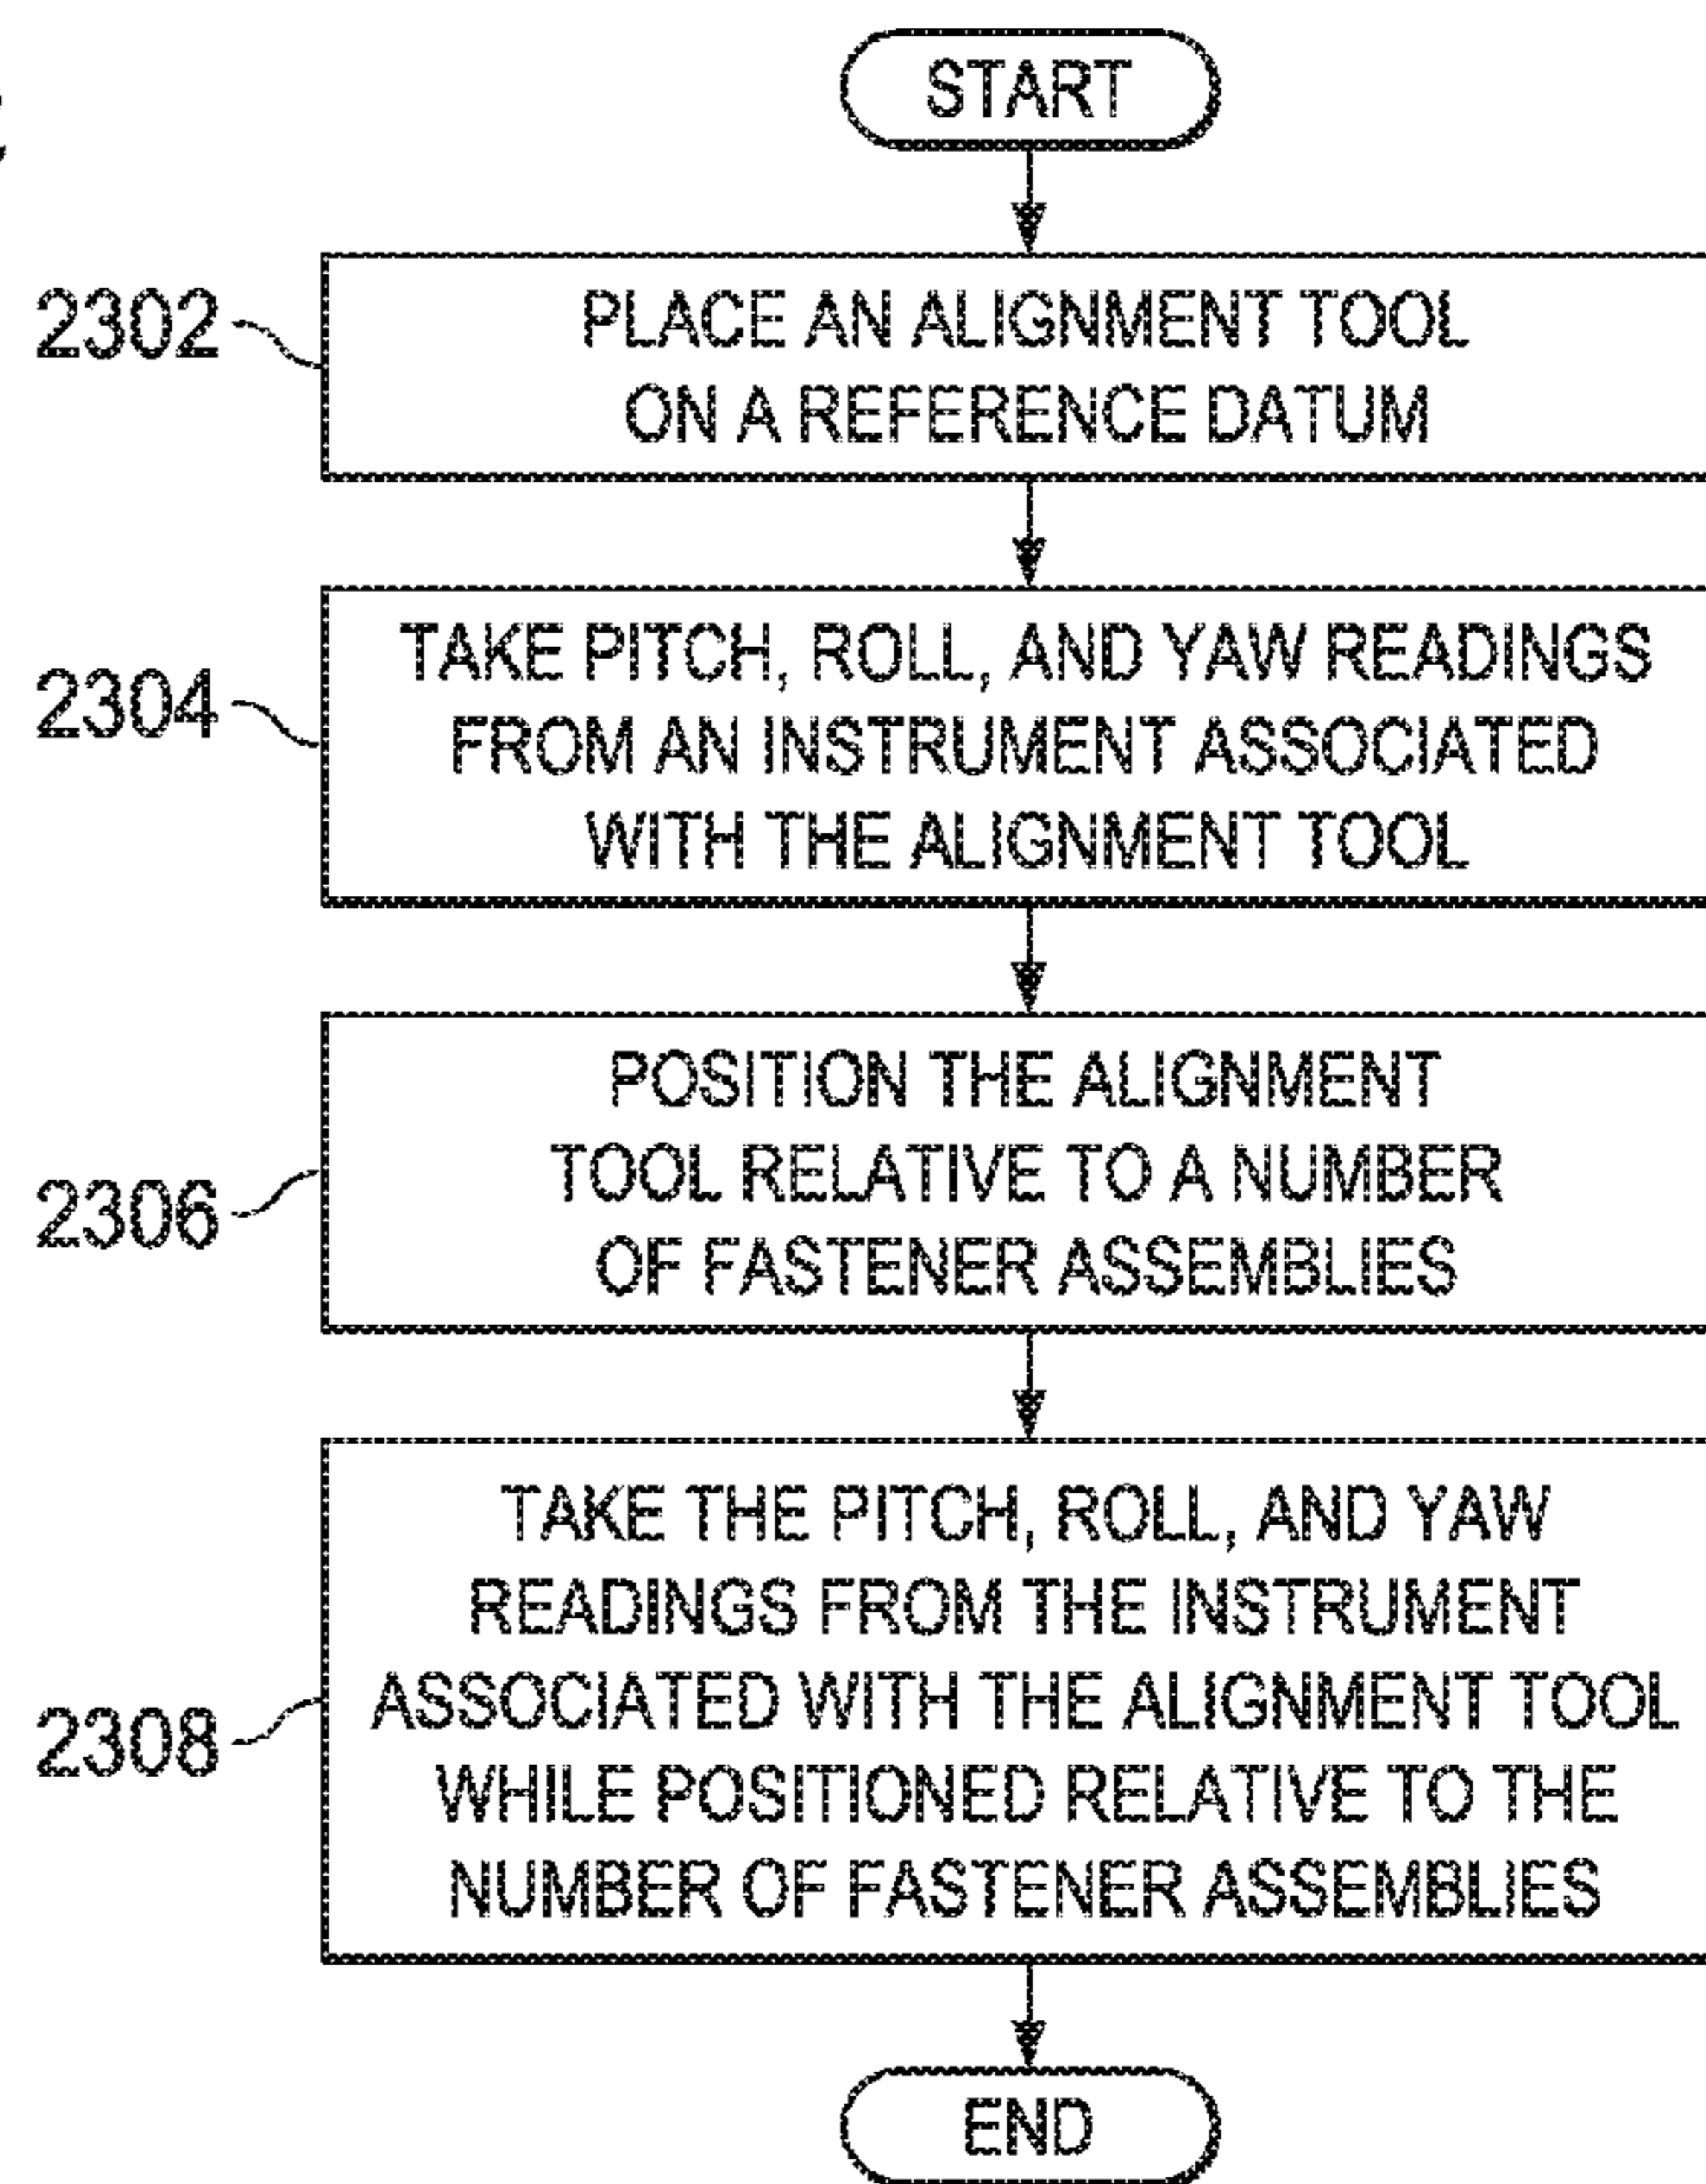 START
2302
PLACE AN ALIGNMENT TOOL
ON A REFERENCE DATUM
2304
TAKE PITCH, ROLL, AND YAW READINGS
FROM AN INSTRUMENT ASSOCIATED
WITH THE ALIGNMENT TOOL
2306
POSITION THE ALIGNMENT
TOOL RELATIVE TO A NUMBER
OF FASTENER ASSEMBLIES
2308
TAKE THE PITCH, ROLL, AND YAW
READINGS FROM THE INSTRUMENT
ASSOCIATED WITH THE ALIGNMENT TOOL
WHILE POSITIONED RELATIVE TO THE
NUMBER OF FASTENER ASSEMBLIES
END